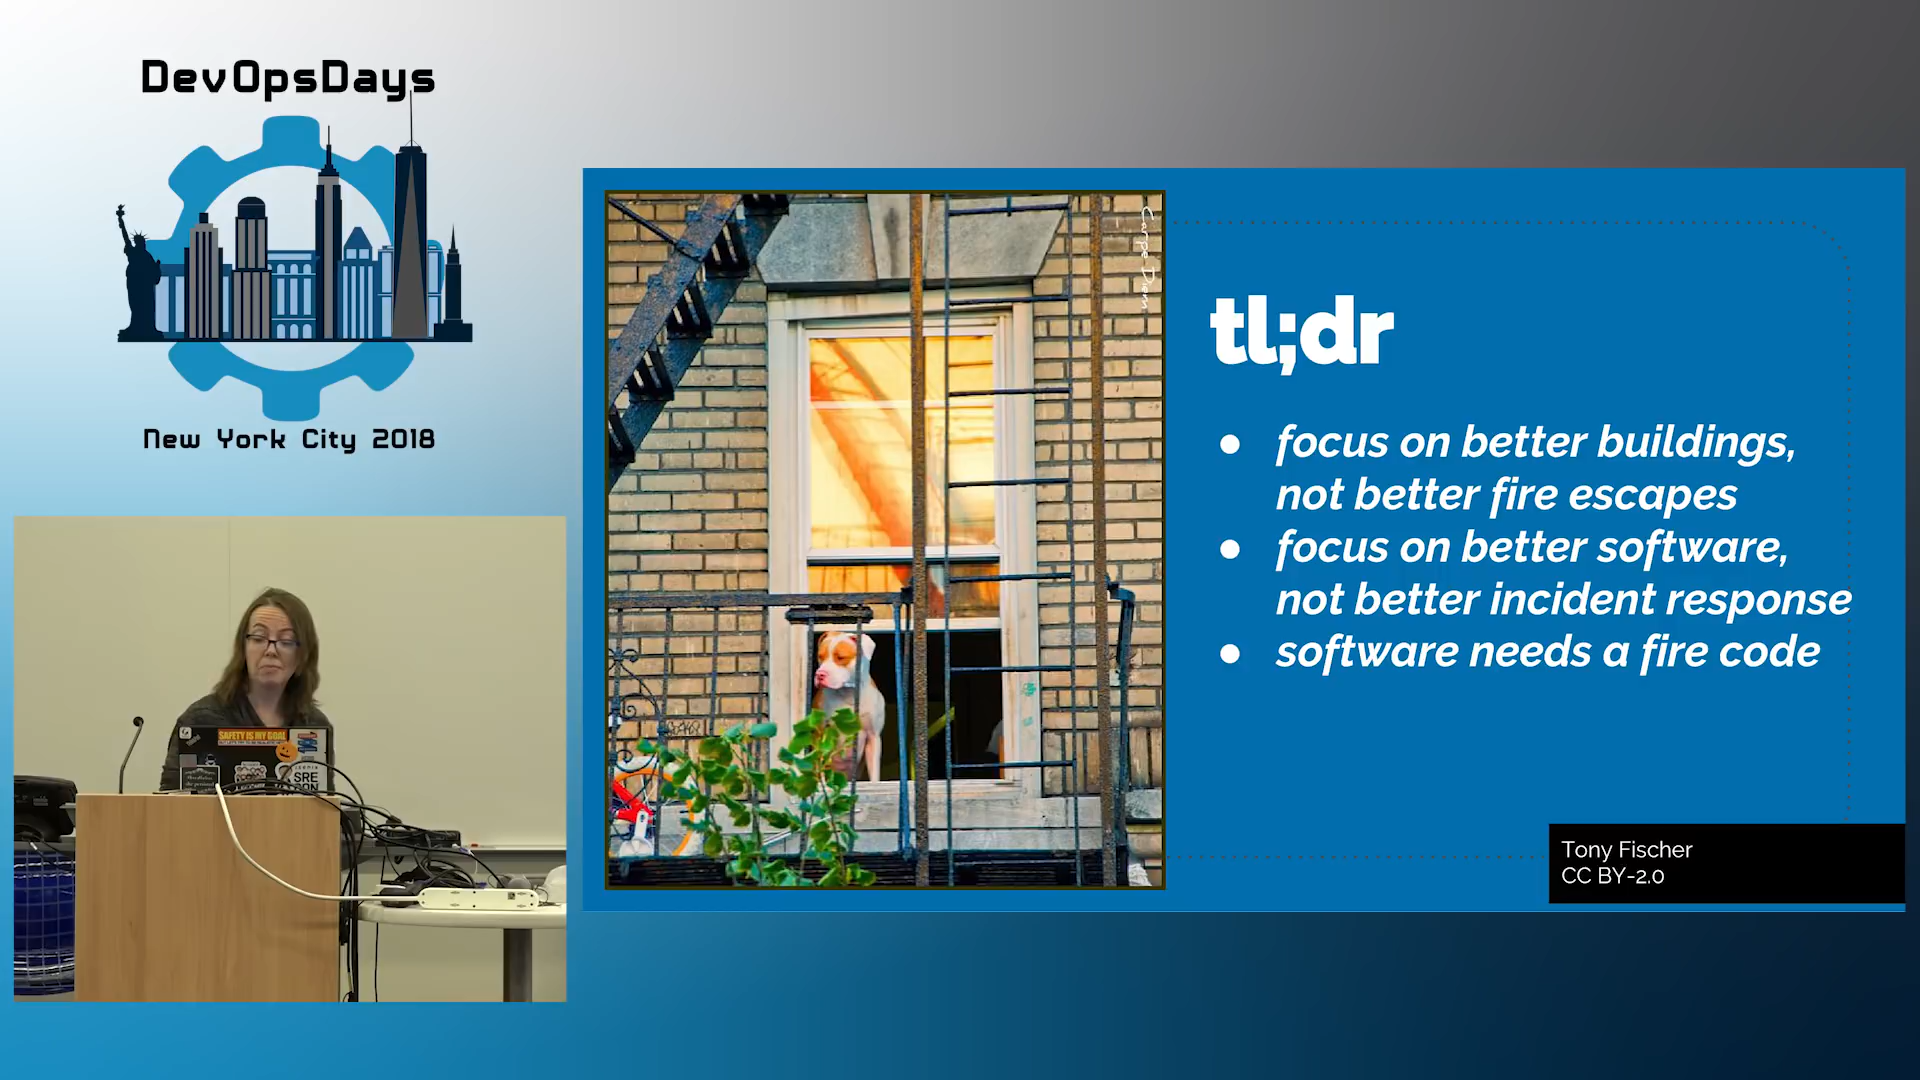 DevOpsDays
New York City 2018
tl;dr
focus on better buildings,
not better fire escapes
focus on better software,
not better incident response
software needs a fire code
Tony Fischer
CC BY-2.0
Carpe Diem
SAFETY IS MY GOAL
SRE